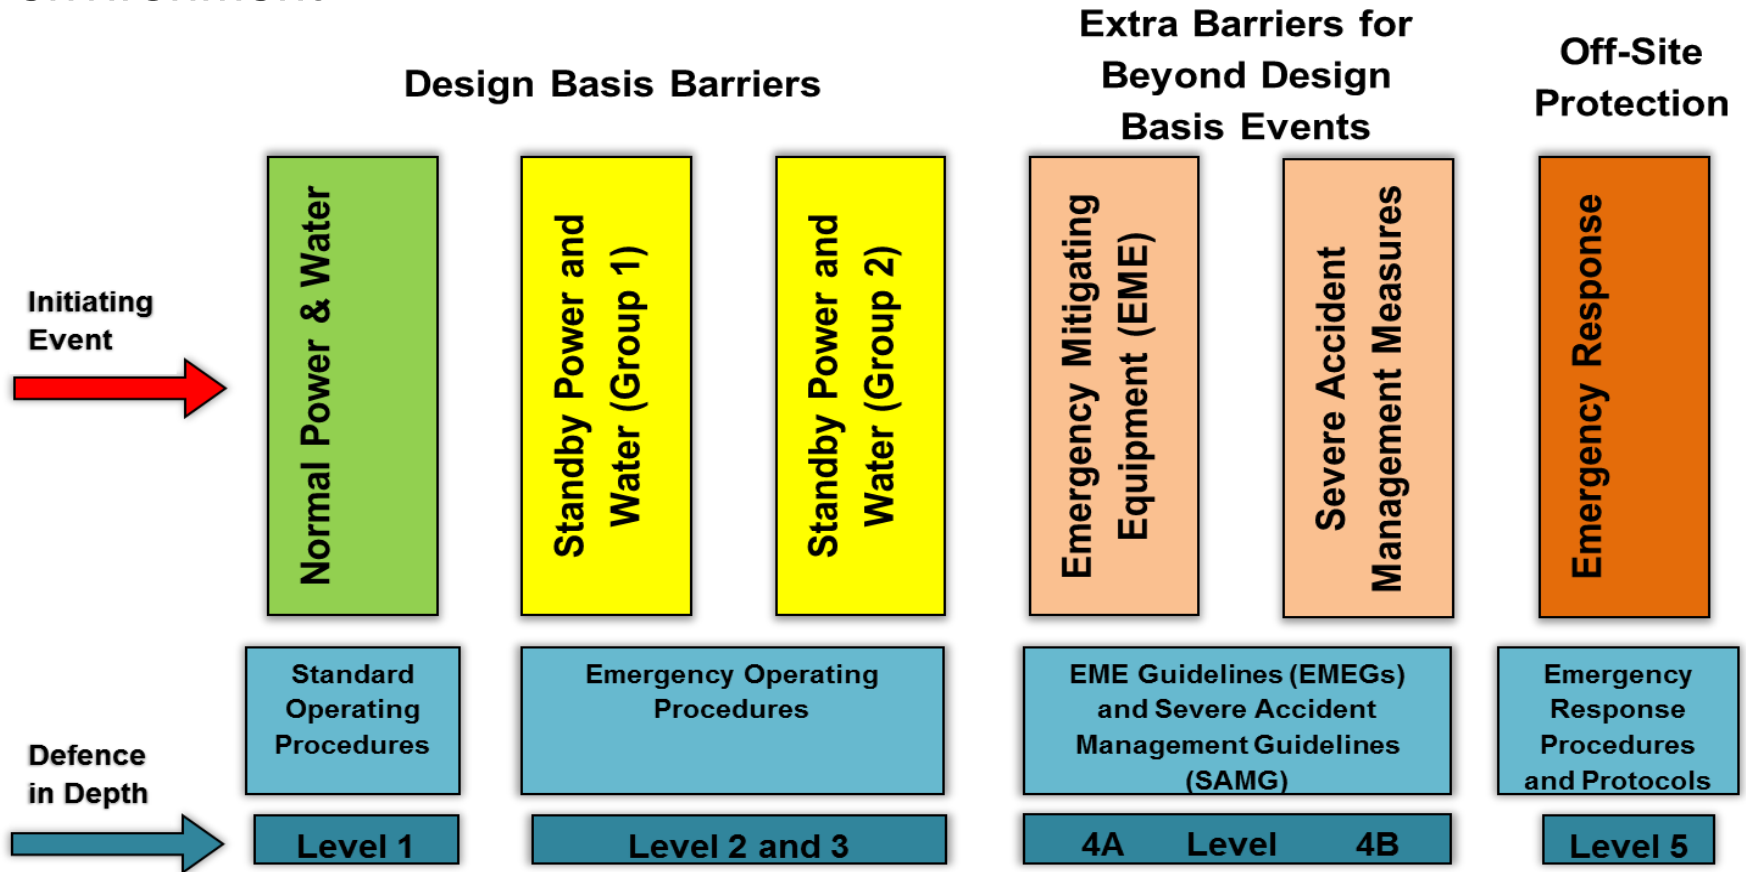 Design Basis Barriers
Extra Barriers for
Beyond Design
Basis Events
Off-Site
Protection
Initiating
Event
Normal Power & Water
Standby Power and
Water (Group 1)
Standby Power and
Water (Group 2)
Emergency Mitigating
Equipment (EME)
Severe Accident
Management Measures
Emergency Response
Standard
Operating
Procedures
Emergency Operating
Procedures
EME Guidelines (EMEGs)
and Severe Accident
Management Guidelines
(SAMG)
Emergency
Response
Procedures
and Protocols
Defence
in Depth
Level 1
Level 2 and 3
4A Level 4B
Level 5